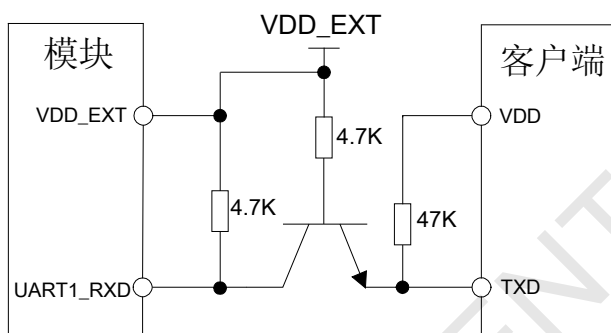 VDD_EXT
模块
客户端
VDD_EXT
VDD
4.7K
4.7K
47K
UART1_RXD
TXD